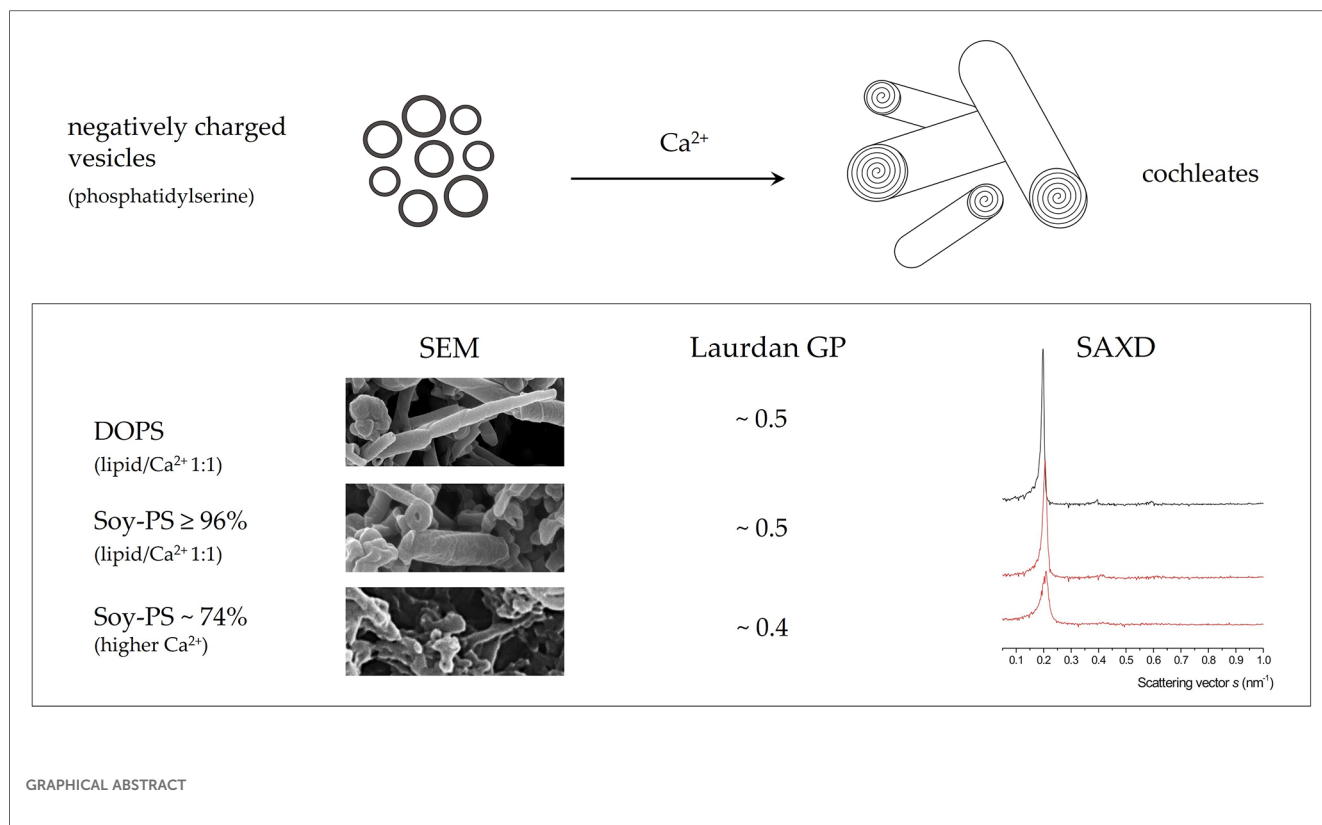 negatively charged
vesicles
(phosphatidylserine)
Ca²⁺
cochleates
SEM
Laurdan GP
SAXD
DOPS
(lipid/Ca²⁺ 1:1)
~ 0.5
Soy-PS ≥ 96%
(lipid/Ca²⁺ 1:1)
~ 0.5
Soy-PS ~ 74%
(higher Ca²⁺)
~ 0.4
0.1 0.2 0.3 0.4 0.5 0.6 0.7 0.8 0.9 1.0
Scattering vector s (nm⁻¹)
GRAPHICAL ABSTRACT